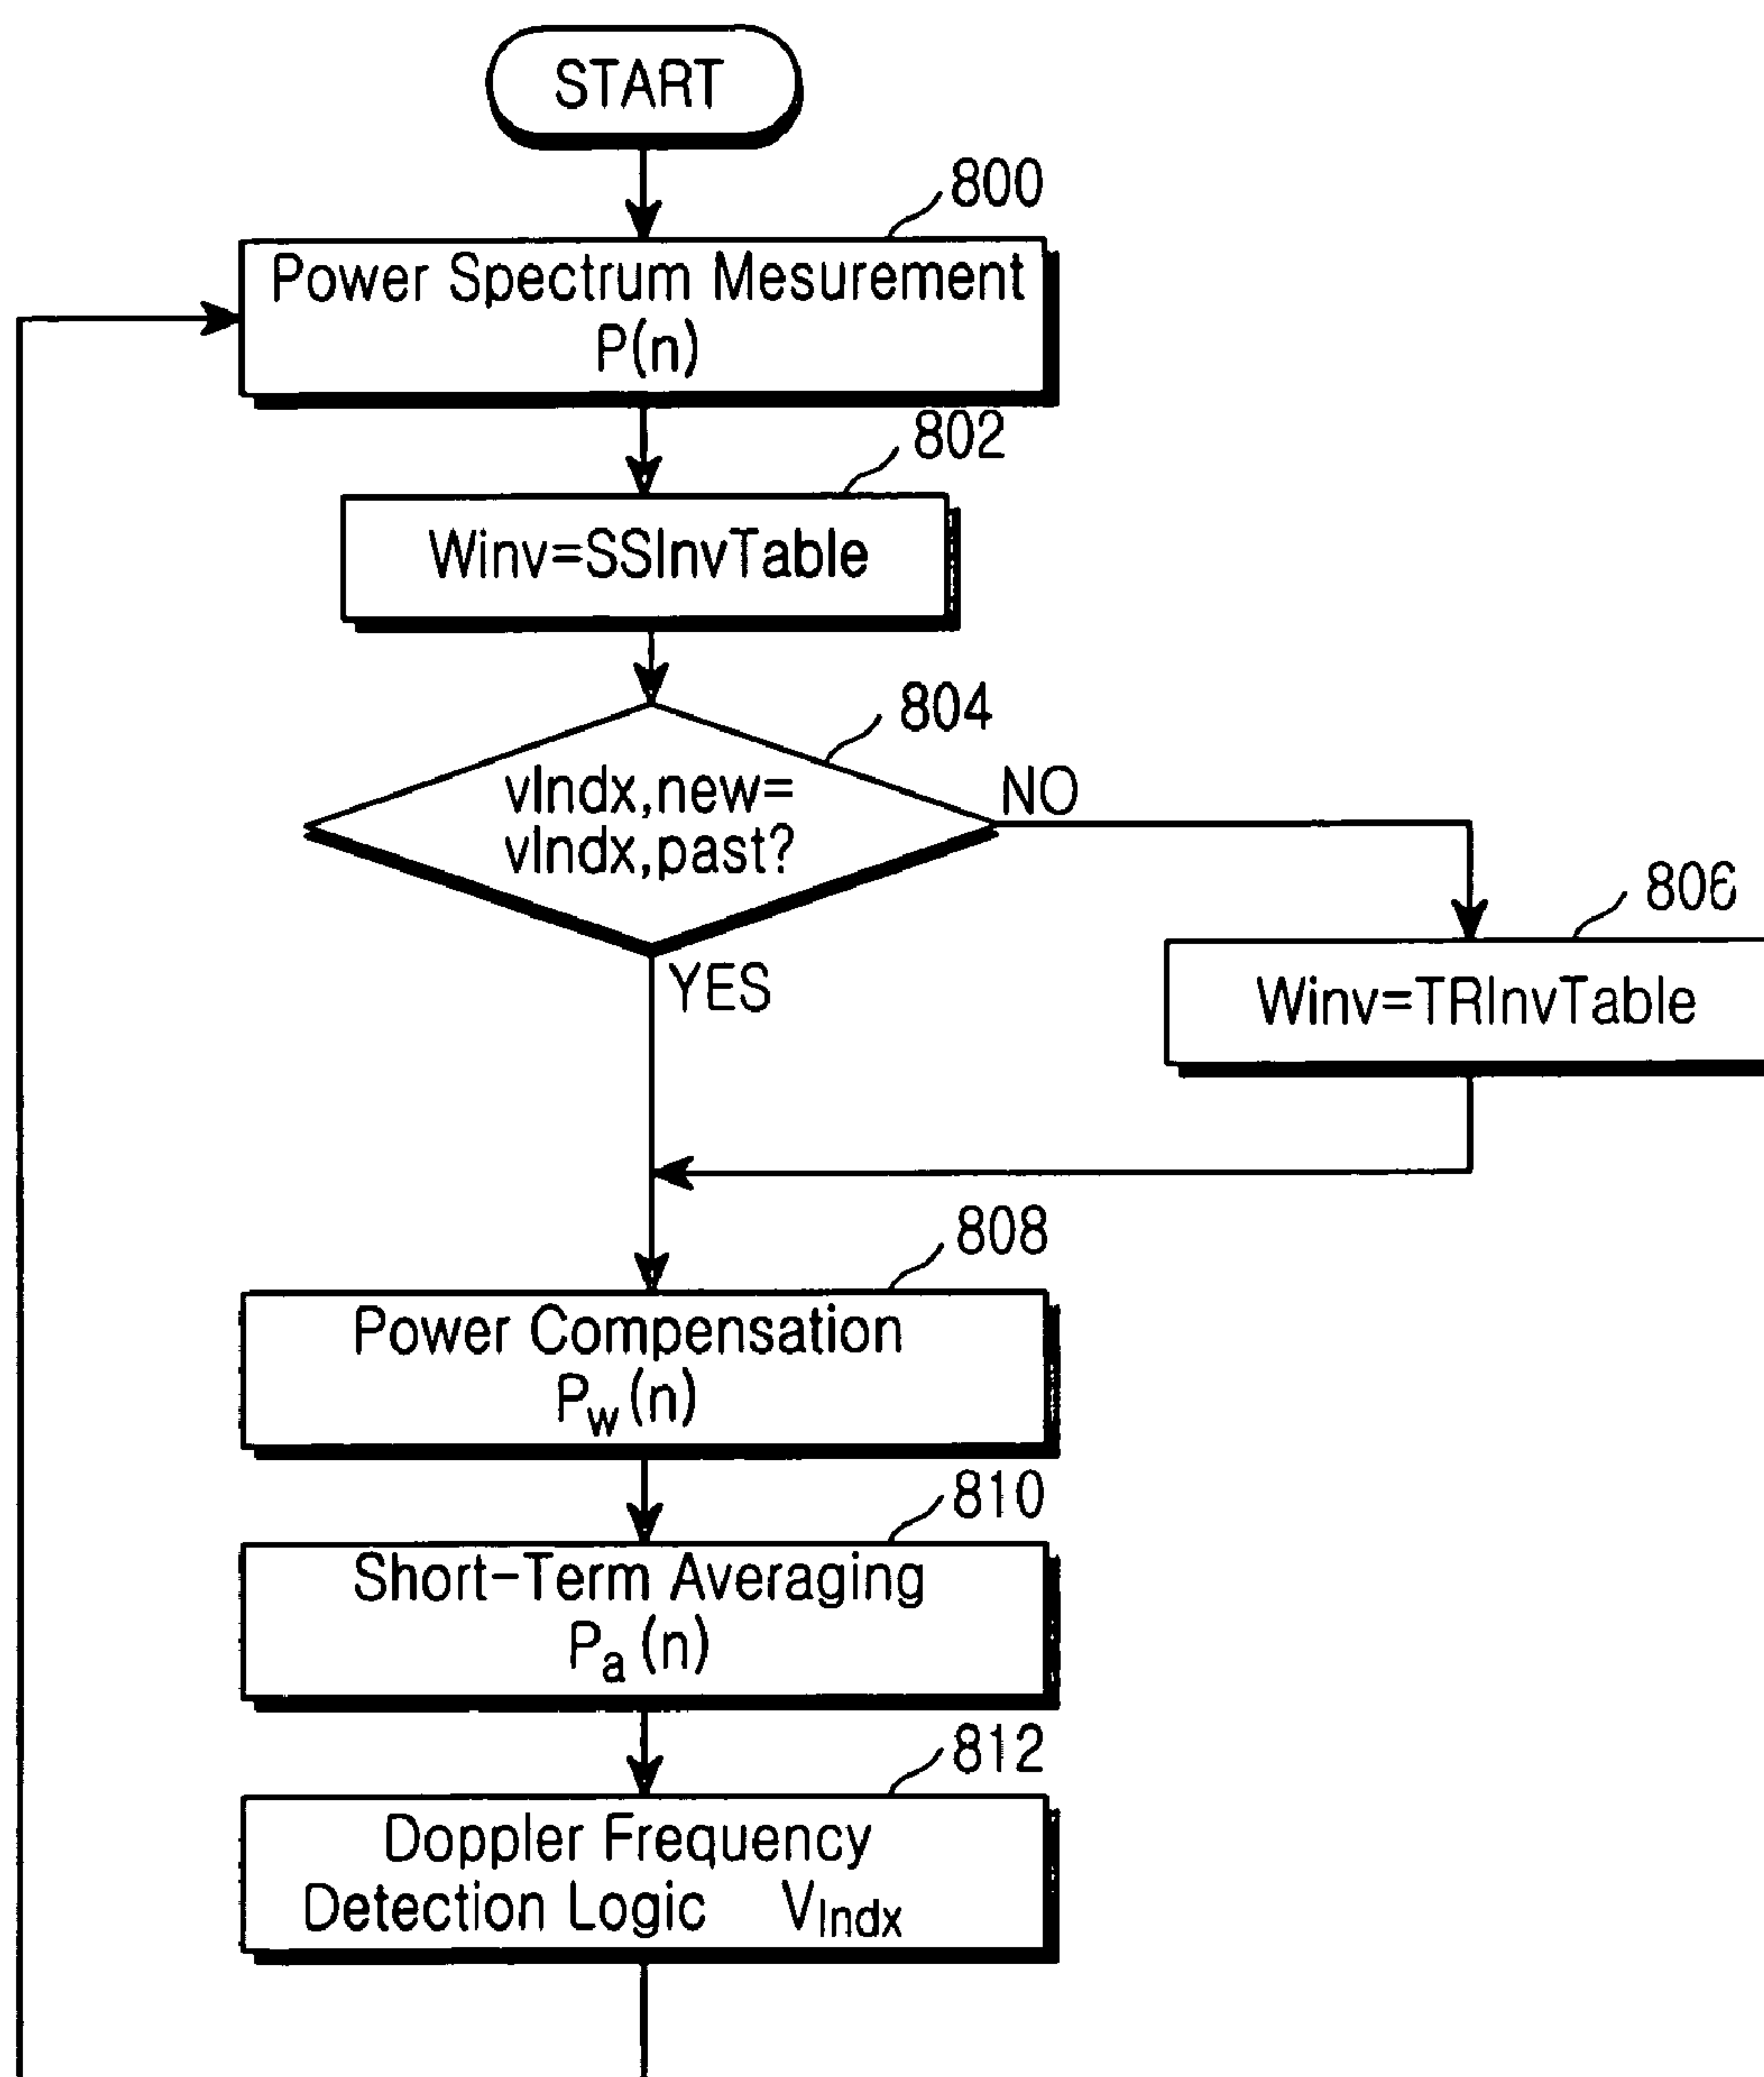 START
800
Power Spectrum Mesurement
P(n)
802
Winv=SSInvTable
804
vIndx,new=
vIndx,past?
NO
YES
806
Winv=TRInvTable
808
Power Compensation
Pw(n)
810
Short-Term Averaging
Pa(n)
812
Doppler Frequency
Detection Logic VIndx